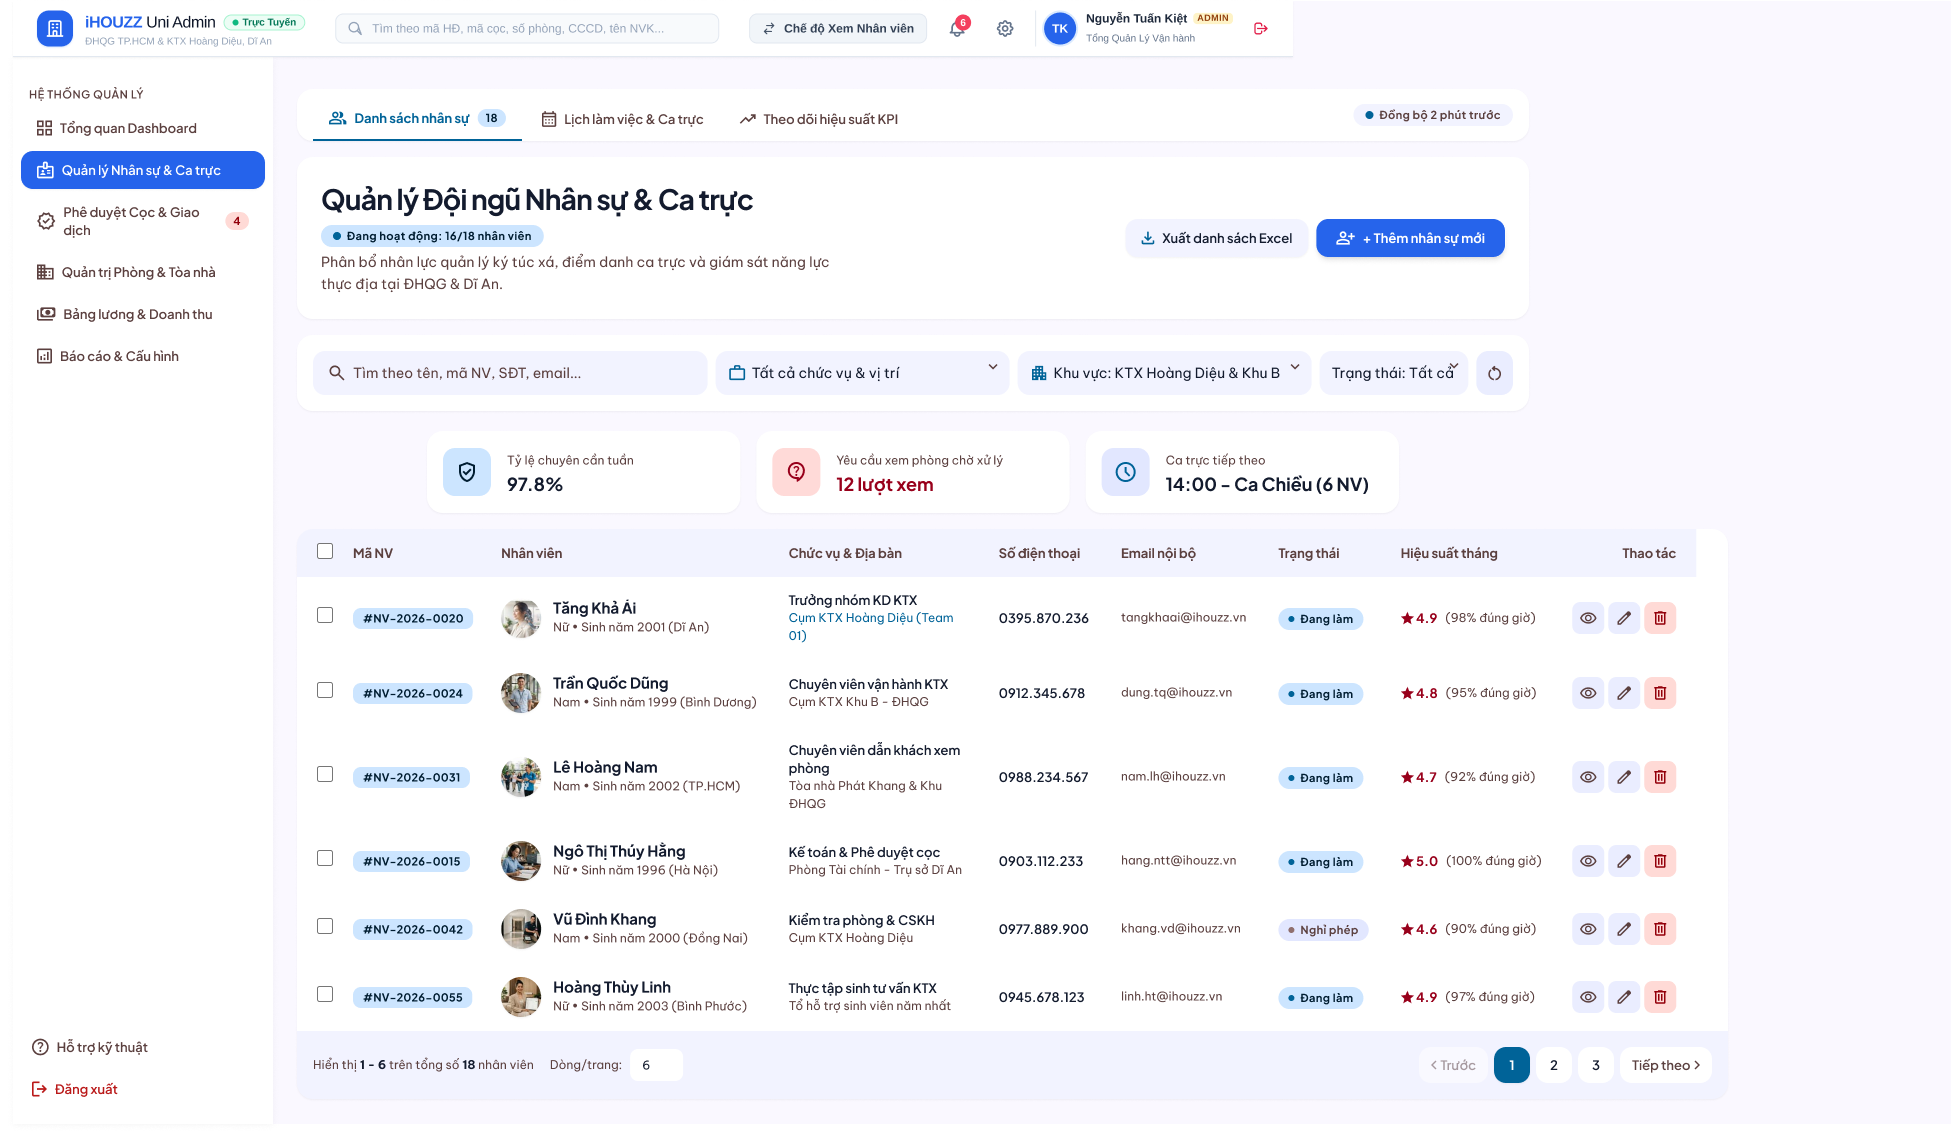 iHOUZZ Uni Admin
Trực Tuyến
ĐHQG TP.HCM & KTX Hoàng Diệu, Dĩ An
Tìm theo mã HĐ, mã cọc, số phòng, CCCD, tên NVK...
Chế độ Xem Nhân viên
6
TK
Nguyễn Tuấn Kiệt ADMIN
Tổng Quản Lý Vận hành
HỆ THỐNG QUẢN LÝ
Tổng quan Dashboard
Quản lý Nhân sự & Ca trực
Phê duyệt Cọc & Giao
dịch
4
Quản trị Phòng & Tòa nhà
Bảng lương & Doanh thu
Báo cáo & Cấu hình
Hỗ trợ kỹ thuật
Đăng xuất
Danh sách nhân sự 18
Lịch làm việc & Ca trực
Theo dõi hiệu suất KPI
Đồng bộ 2 phút trước
Quản lý Đội ngũ Nhân sự & Ca trực
Đang hoạt động: 16/18 nhân viên
Phân bổ nhân lực quản lý ký túc xá, điểm danh ca trực và giám sát năng lực
thực địa tại ĐHQG & Dĩ An.
Xuất danh sách Excel
+ Thêm nhân sự mới
Tìm theo tên, mã NV, SĐT, email...
Tất cả chức vụ & vị trí
Khu vực: KTX Hoàng Diệu & Khu B
Trạng thái: Tất cả
Tỷ lệ chuyên cần tuần
97.8%
Yêu cầu xem phòng chờ xử lý
12 lượt xem
Ca trực tiếp theo
14:00 - Ca Chiều (6 NV)
Mã NV Nhân viên Chức vụ & Địa bàn Số điện thoại Email nội bộ Trạng thái Hiệu suất tháng Thao tác
#NV-2026-0020
Tăng Khả Ái
Nữ • Sinh năm 2001 (Dĩ An)
Trưởng nhóm KD KTX
Cụm KTX Hoàng Diệu (Team
01)
0395.870.236
tangkhaai@ihouzz.vn
Đang làm
4.9 (98% đúng giờ)
#NV-2026-0024
Trần Quốc Dũng
Nam • Sinh năm 1999 (Bình Dương)
Chuyên viên vận hành KTX
Cụm KTX Khu B - ĐHQG
0912.345.678
dung.tq@ihouzz.vn
Đang làm
4.8 (95% đúng giờ)
#NV-2026-0031
Lê Hoàng Nam
Nam • Sinh năm 2002 (TP.HCM)
Chuyên viên dẫn khách xem
phòng
Tòa nhà Phát Khang & Khu
ĐHQG
0988.234.567
nam.lh@ihouzz.vn
Đang làm
4.7 (92% đúng giờ)
#NV-2026-0015
Ngô Thị Thúy Hằng
Nữ • Sinh năm 1996 (Hà Nội)
Kế toán & Phê duyệt cọc
Phòng Tài chính - Trụ sở Dĩ An
0903.112.233
hang.ntt@ihouzz.vn
Đang làm
5.0 (100% đúng giờ)
#NV-2026-0042
Vũ Đình Khang
Nam • Sinh năm 2000 (Đồng Nai)
Kiểm tra phòng & CSKH
Cụm KTX Hoàng Diệu
0977.889.900
khang.vd@ihouzz.vn
Nghỉ phép
4.6 (90% đúng giờ)
#NV-2026-0055
Hoàng Thùy Linh
Nữ • Sinh năm 2003 (Bình Phước)
Thực tập sinh tư vấn KTX
Tổ hỗ trợ sinh viên năm nhất
0945.678.123
linh.ht@ihouzz.vn
Đang làm
4.9 (97% đúng giờ)
Hiển thị 1 - 6 trên tổng số 18 nhân viên Dòng/trang: 6
Trước 1 2 3 Tiếp theo